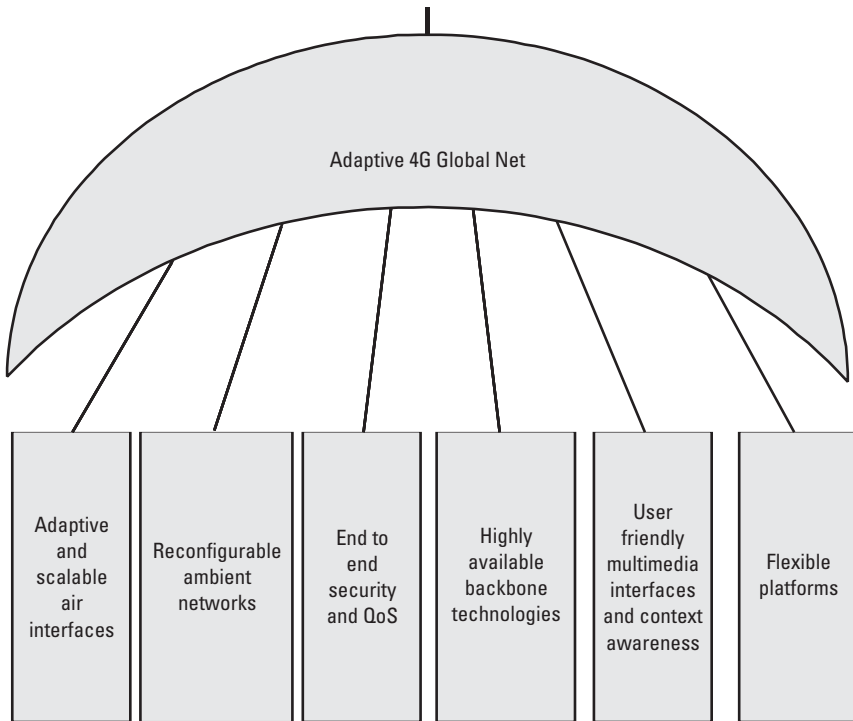 Adaptive 4G Global Net
Adaptive
and
scalable
air
interfaces
Reconfigurable
ambient
networks
End to
end
security
and QoS
Highly
available
backbone
technologies
User
friendly
multimedia
interfaces
and context
awareness
Flexible
platforms